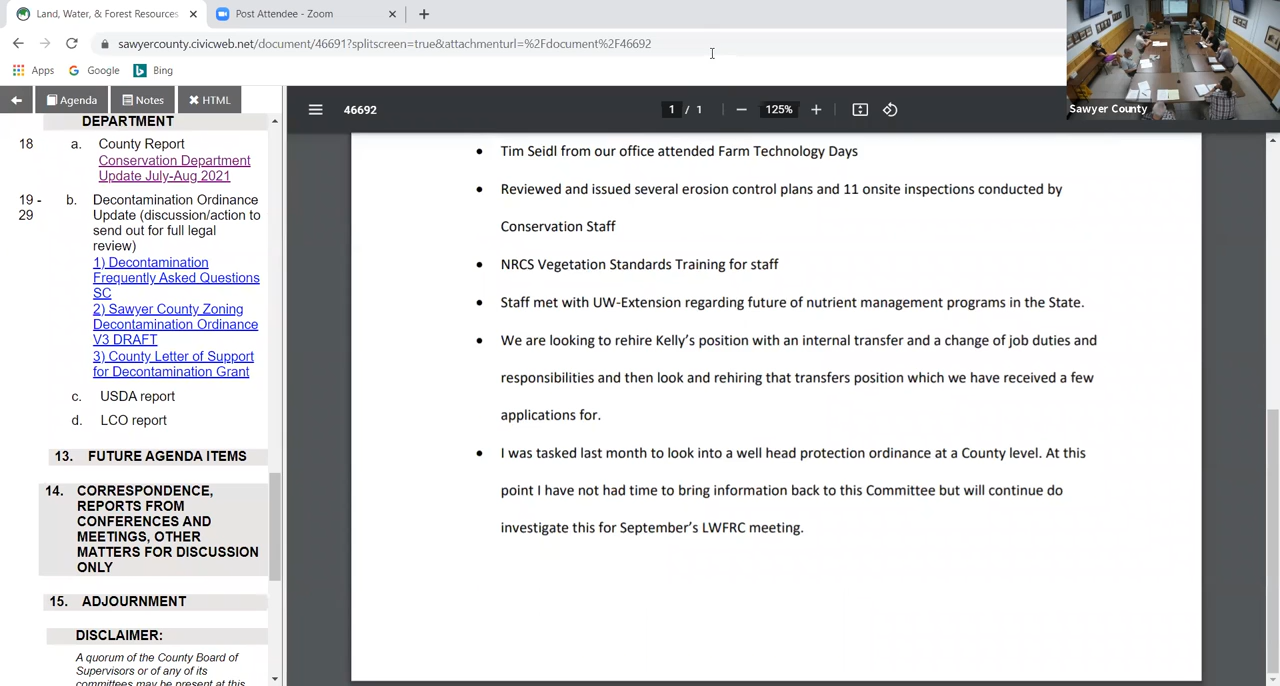 Land, Water, & Forest Resources
Post Attendee - Zoom
sawyercounty.civicweb.net/document/46691?splitscreen=true&attachmenturl=%2Fdocument%2F46692
Apps
Google
Bing
Sawyer County
Agenda
Notes
HTML
46692
1 / 1
125%
DEPARTMENT
18 a. County Report
Conservation Department
Update July-Aug 2021
19 - b. Decontamination Ordinance
29 Update (discussion/action to
send out for full legal
review)
1) Decontamination
Frequently Asked Questions
SC
2) Sawyer County Zoning
Decontamination Ordinance
V3 DRAFT
3) County Letter of Support
for Decontamination Grant
c. USDA report
d. LCO report
13. FUTURE AGENDA ITEMS
14. CORRESPONDENCE,
REPORTS FROM
CONFERENCES AND
MEETINGS, OTHER
MATTERS FOR DISCUSSION
ONLY
15. ADJOURNMENT
DISCLAIMER:
A quorum of the County Board of
Supervisors or of any of its
committees may be present at this
• Tim Seidl from our office attended Farm Technology Days
• Reviewed and issued several erosion control plans and 11 onsite inspections conducted by
Conservation Staff
• NRCS Vegetation Standards Training for staff
• Staff met with UW-Extension regarding future of nutrient management programs in the State.
• We are looking to rehire Kelly's position with an internal transfer and a change of job duties and
responsibilities and then look and rehiring that transfers position which we have received a few
applications for.
• I was tasked last month to look into a well head protection ordinance at a County level. At this
point I have not had time to bring information back to this Committee but will continue do
investigate this for September's LWFRC meeting.